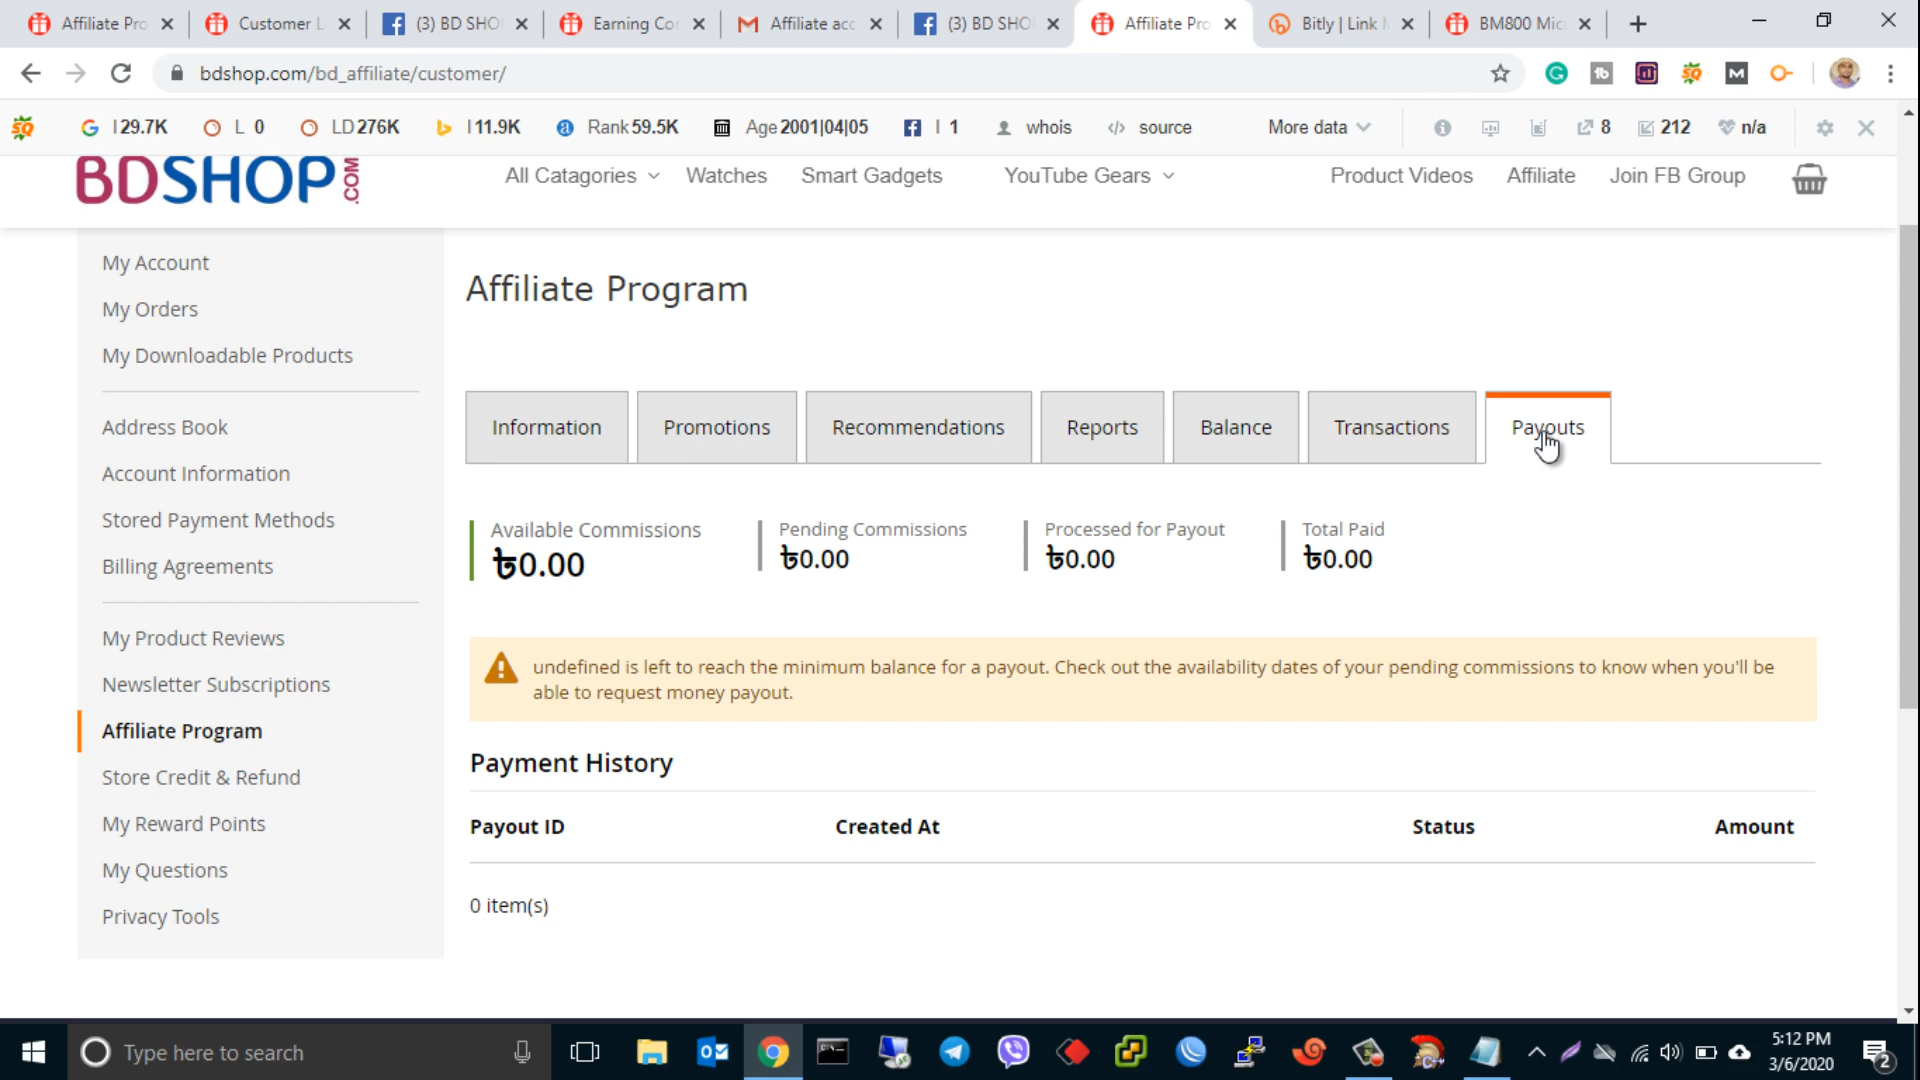 Affiliate Pro
Customer L
(3) BD SHO
Earning Co
Affiliate acc
(3) BD SHO
Affiliate Pro
Bitly | Link
BM800 Mic
bdshop.com/bd_affiliate/customer/
I 29.7K L 0 LD 276K I 11.9K Rank 59.5K Age 2001|04|05 I 1 whois source More data 8 212 n/a
BDSHOP.COM
All Catagories Watches Smart Gadgets YouTube Gears Product Videos Affiliate Join FB Group
My Account
My Orders
My Downloadable Products
Address Book
Account Information
Stored Payment Methods
Billing Agreements
My Product Reviews
Newsletter Subscriptions
Affiliate Program
Store Credit & Refund
My Reward Points
My Questions
Privacy Tools
Affiliate Program
Information Promotions Recommendations Reports Balance Transactions Payouts
Available Commissions Pending Commissions Processed for Payout Total Paid
৳0.00 ৳0.00 ৳0.00 ৳0.00
undefined is left to reach the minimum balance for a payout. Check out the availability dates of your pending commissions to know when you'll be
able to request money payout.
Payment History
Payout ID Created At Status Amount
0 item(s)
Type here to search
5:12 PM
3/6/2020
2